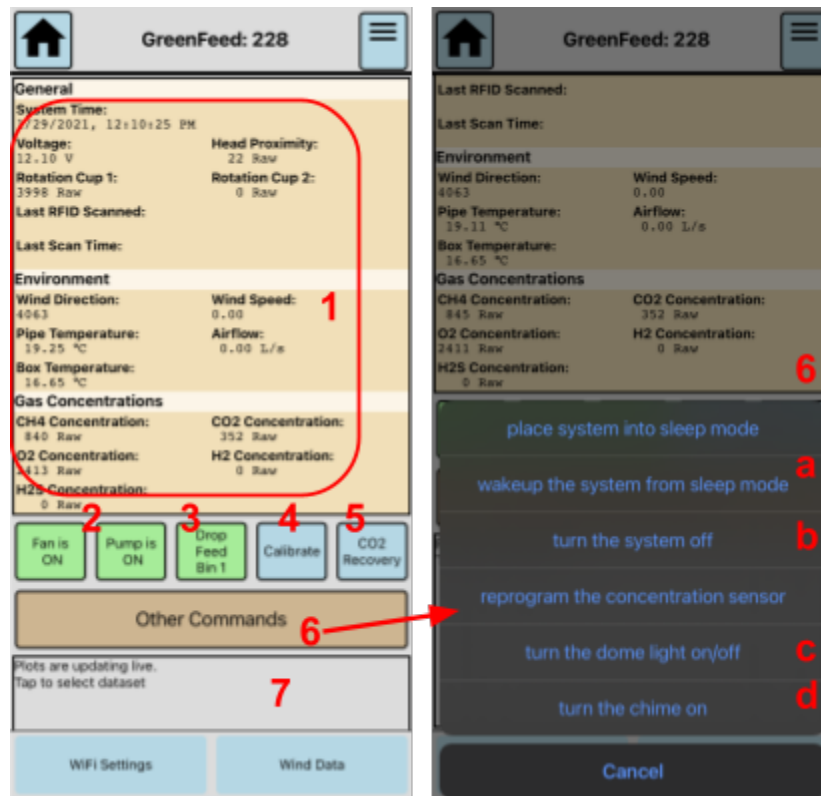 GreenFeed: 228
General
System Time:
7/29/2021, 12:10:25 PM
Voltage: Head Proximity:
12.10 V 22 Raw
Rotation Cup 1: Rotation Cup 2:
3998 Raw 0 Raw
Last RFID Scanned:
Last Scan Time:
Environment
Wind Direction: Wind Speed:
4063 0.00
1
Pipe Temperature: Airflow:
19.25 ℃ 0.00 L/s
Box Temperature:
16.65 ℃
Gas Concentrations
CH4 Concentration: CO2 Concentration:
840 Raw 352 Raw
O2 Concentration: H2 Concentration:
2413 Raw 0 Raw
H2S Concentration:
0 Raw
2 3 4 5
Fan is ON
Pump is ON
Drop Feed Bin 1
Calibrate
CO2 Recovery
Other Commands
6
Plots are updating live.
Tap to select dataset
7
WiFi Settings Wind Data
GreenFeed: 228
Last RFID Scanned:
Last Scan Time:
Environment
Wind Direction: Wind Speed:
4063 0.00
Pipe Temperature: Airflow:
19.11 ℃ 0.00 L/s
Box Temperature:
16.65 ℃
Gas Concentrations
CH4 Concentration: CO2 Concentration:
845 Raw 352 Raw
O2 Concentration: H2 Concentration:
2411 Raw 0 Raw
H2S Concentration:
0 Raw
6
place system into sleep mode
a
wakeup the system from sleep mode
turn the system off b
reprogram the concentration sensor
turn the dome light on/off c
turn the chime on d
Cancel